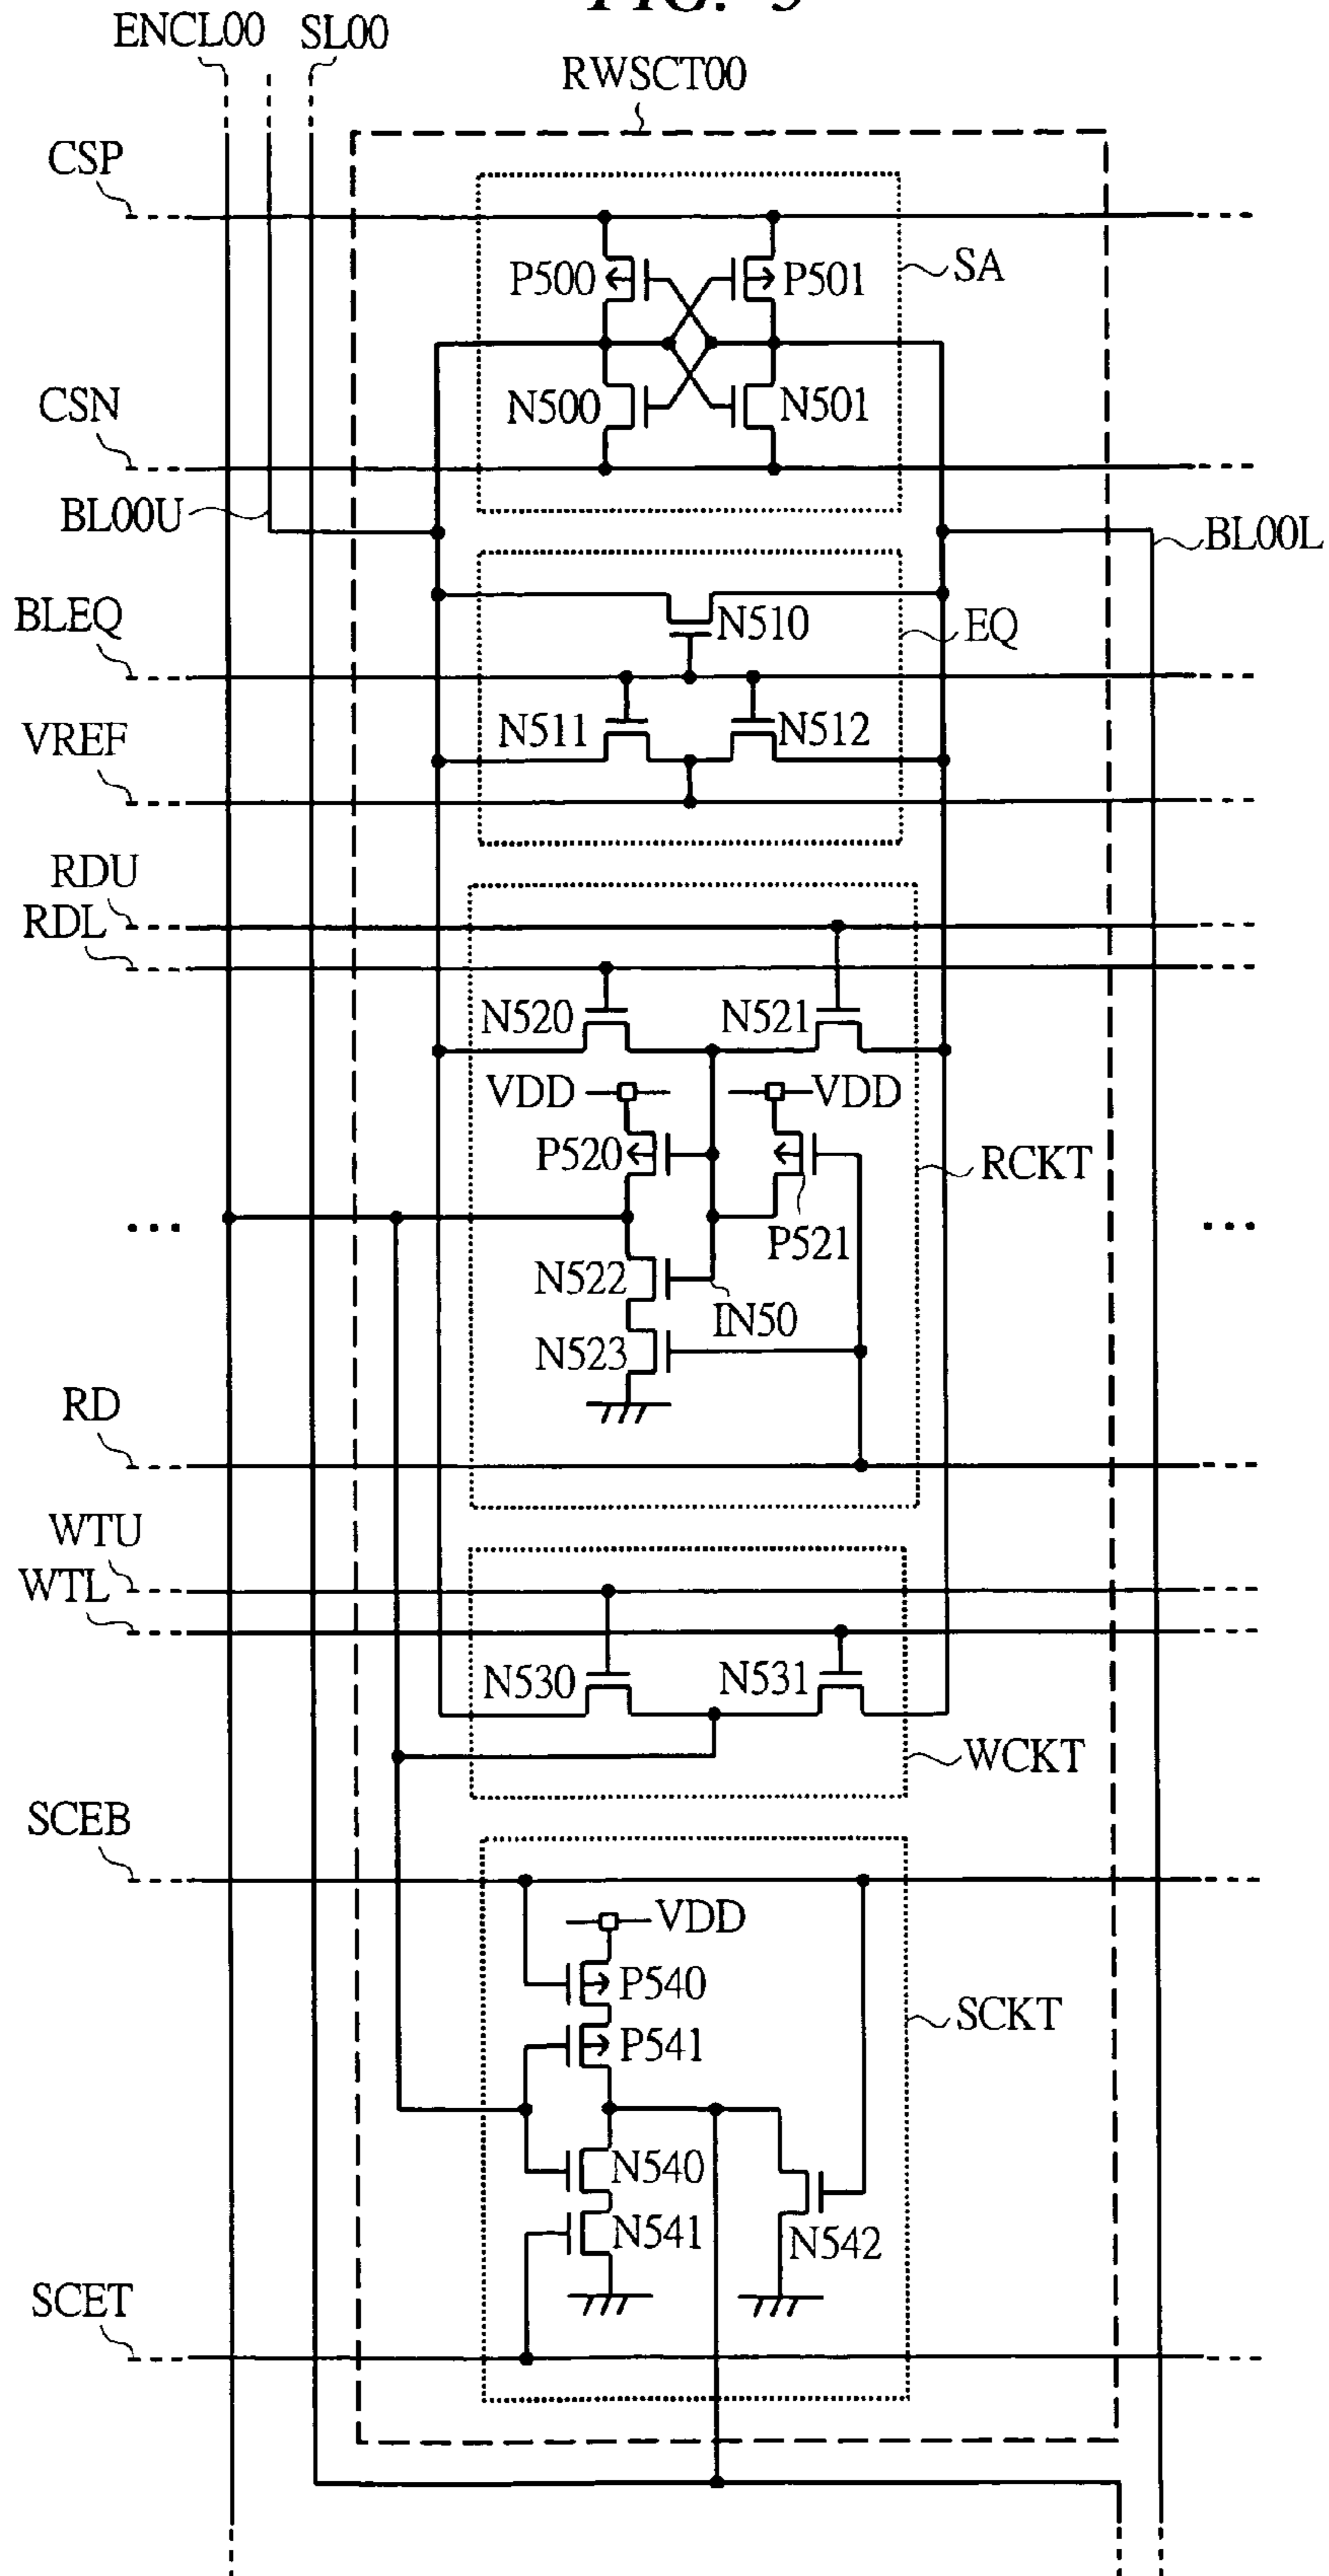 FIG. 5
ENCL00 SL00
RWSCT00
CSP
P500 P501 SA
CSN N500 N501
BL00U BL00L
BLEQ N510 EQ
VREF N511 N512
RDU
RDL
N520 N521
VDD VDD
P520 RCKT
... P521 ...
N522
IN50
N523
RD
WTU
WTL
N530 N531
WCKT
SCEB
VDD
P540
SCKT
P541
N540
N541 N542
SCET